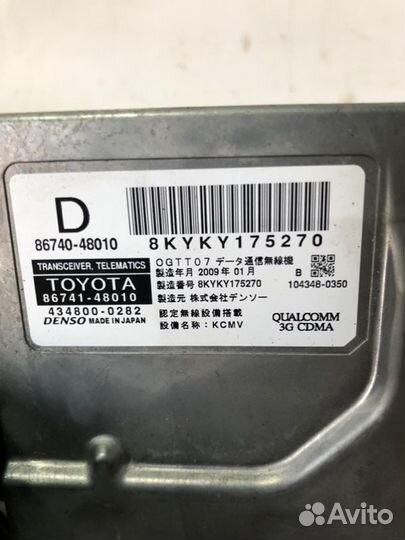 D
86740-48010
8KYKY175270
TRANSCEIVER, TELEMATICS
TOYOTA
86741-48010
434800-0282
DENSO MADE IN JAPAN
OGTT07 データ通信無線機
製造年月 2009年 01月
B
製造番号 8KYKY175270
104348-0350
製造元 株式会社デンソー
認定無線設備搭載
設備名称：KCMV
QUALCOMM
3G CDMA
Avito